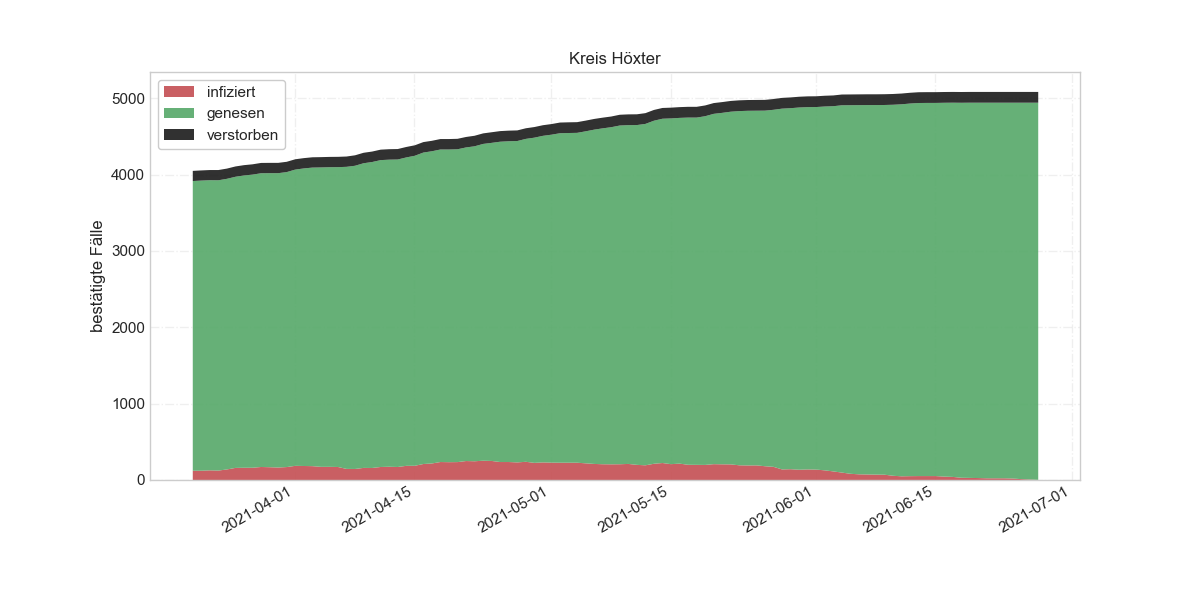 Kreis Höxter
infiziert
genesen
verstorben
bestätigte Fälle
5000
4000
3000
2000
1000
0
2021-04-01
2021-04-15
2021-05-01
2021-05-15
2021-06-01
2021-06-15
2021-07-01